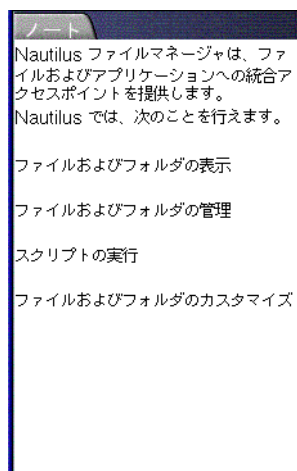 ノート
Nautilus ファイルマネージャは、ファ
イルおよびアプリケーションへの統合ア
クセスポイントを提供します。
Nautilus では、次のことを行えます。
ファイルおよびフォルダの表示
ファイルおよびフォルダの管理
スクリプトの実行
ファイルおよびフォルダのカスタマイズ